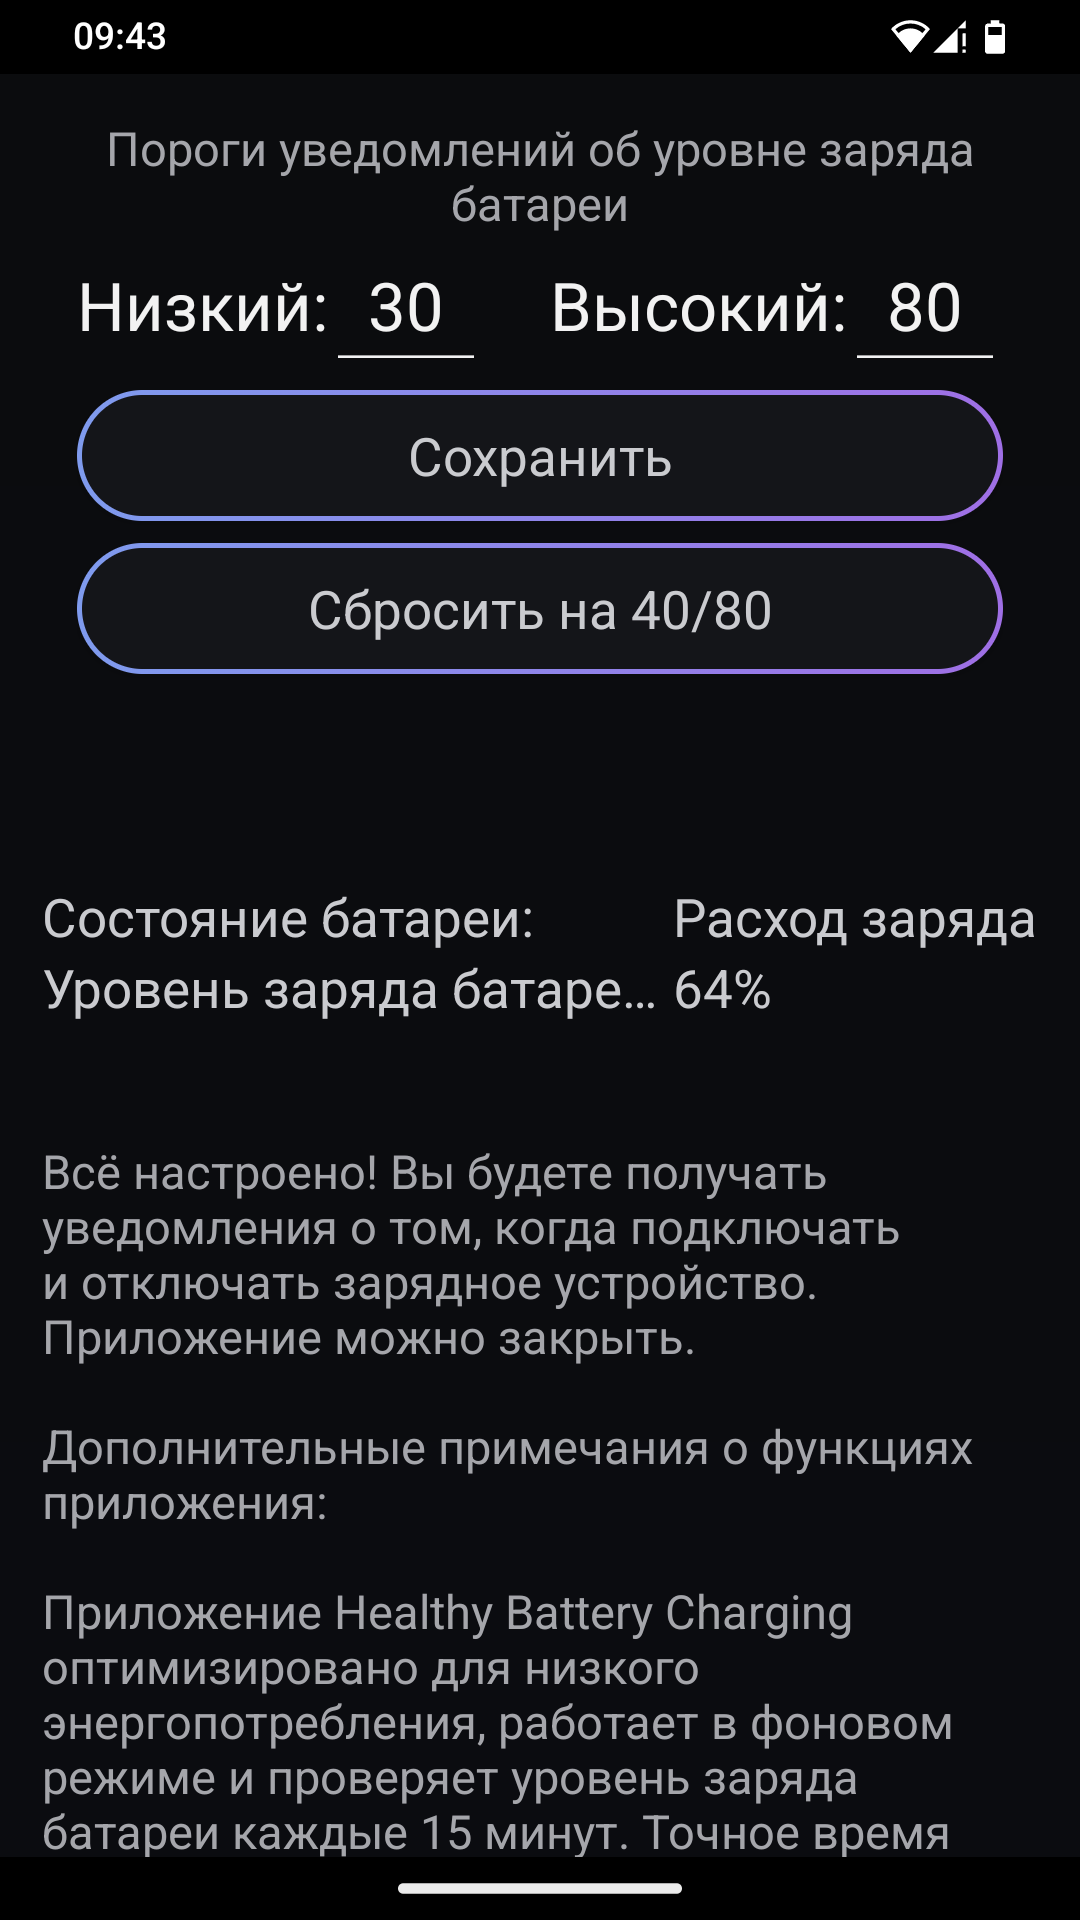 09:43
Пороги уведомлений об уровне заряда
батареи
Низкий: 30 Высокий: 80
Сохранить
Сбросить на 40/80
Состояние батареи: Расход заряда
Уровень заряда батаре... 64%
Всё настроено! Вы будете получать
уведомления о том, когда подключать
и отключать зарядное устройство.
Приложение можно закрыть.
Дополнительные примечания о функциях
приложения:
Приложение Healthy Battery Charging
оптимизировано для низкого
энергопотребления, работает в фоновом
режиме и проверяет уровень заряда
батареи каждые 15 минут. Точное время